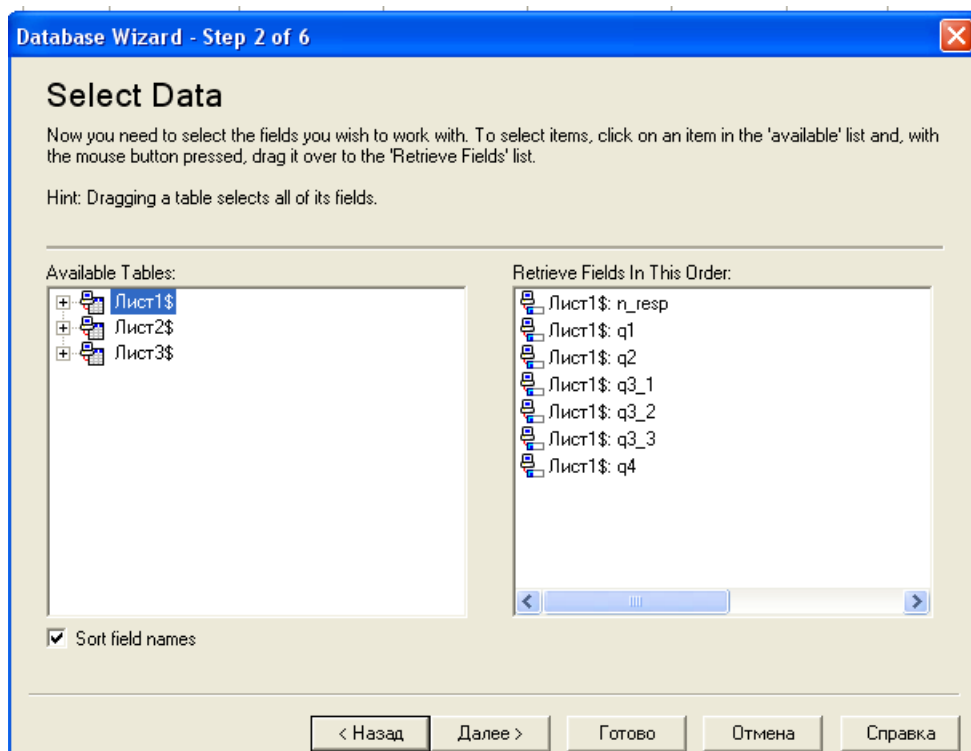 Database Wizard - Step 2 of 6
Select Data
Now you need to select the fields you wish to work with. To select items, click on an item in the 'available' list and, with
the mouse button pressed, drag it over to the 'Retrieve Fields' list.
Hint: Dragging a table selects all of its fields.
Available Tables:
Лист1$
Лист2$
Лист3$
Retrieve Fields In This Order:
Лист1$: n_resp
Лист1$: q1
Лист1$: q2
Лист1$: q3_1
Лист1$: q3_2
Лист1$: q3_3
Лист1$: q4
Sort field names
< Назад
Далее >
Готово
Отмена
Справка